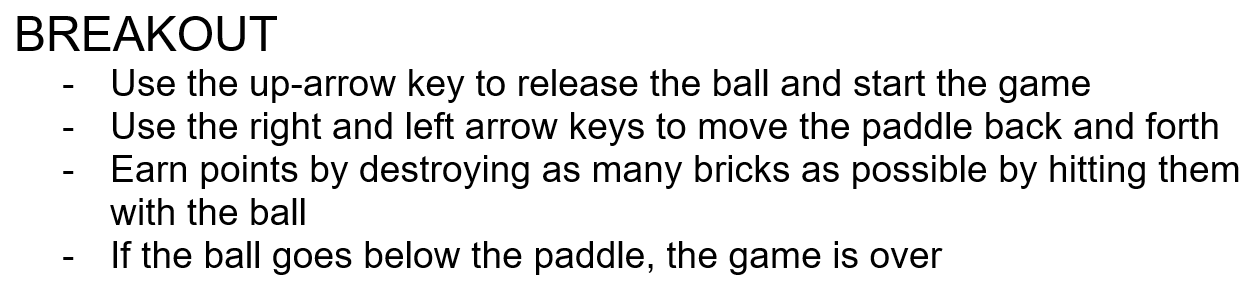 BREAKOUT
- Use the up-arrow key to release the ball and start the game
- Use the right and left arrow keys to move the paddle back and forth
- Earn points by destroying as many bricks as possible by hitting them
with the ball
- If the ball goes below the paddle, the game is over